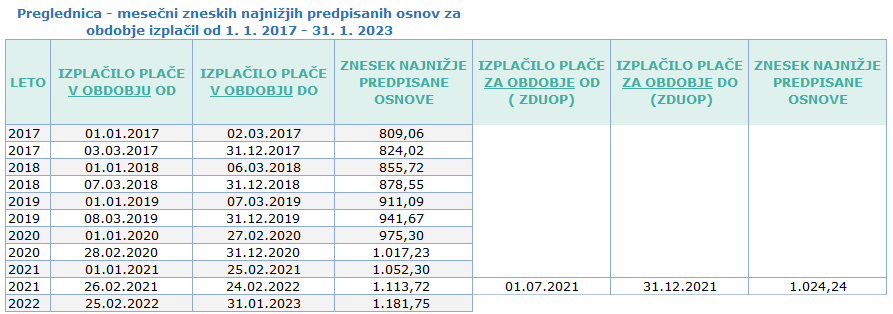 Preglednica - mesečni zneskih najnižjih predpisanih osnov za
obdobje izplačil od 1. 1. 2017 - 31. 1. 2023
LETO IZPLAČILO PLAČE V OBDOBJU OD IZPLAČILO PLAČE V OBDOBJU DO ZNESEK NAJNIŽJE PREDPISANE OSNOVE IZPLAČILO PLAČE ZA OBDOBJE OD ( ZDUOP) IZPLAČILO PLAČE ZA OBDOBJE DO (ZDUOP) ZNESEK NAJNIŽJE PREDPISANE OSNOVE
2017 01.01.2017 02.03.2017 809,06
2017 03.03.2017 31.12.2017 824,02
2018 01.01.2018 06.03.2018 855,72
2018 07.03.2018 31.12.2018 878,55
2019 01.01.2019 07.03.2019 911,09
2019 08.03.2019 31.12.2019 941,67
2020 01.01.2020 27.02.2020 975,30
2020 28.02.2020 31.12.2020 1.017,23
2021 01.01.2021 25.02.2021 1.052,30
2021 26.02.2021 24.02.2022 1.113,72 01.07.2021 31.12.2021 1.024,24
2022 25.02.2022 31.01.2023 1.181,75